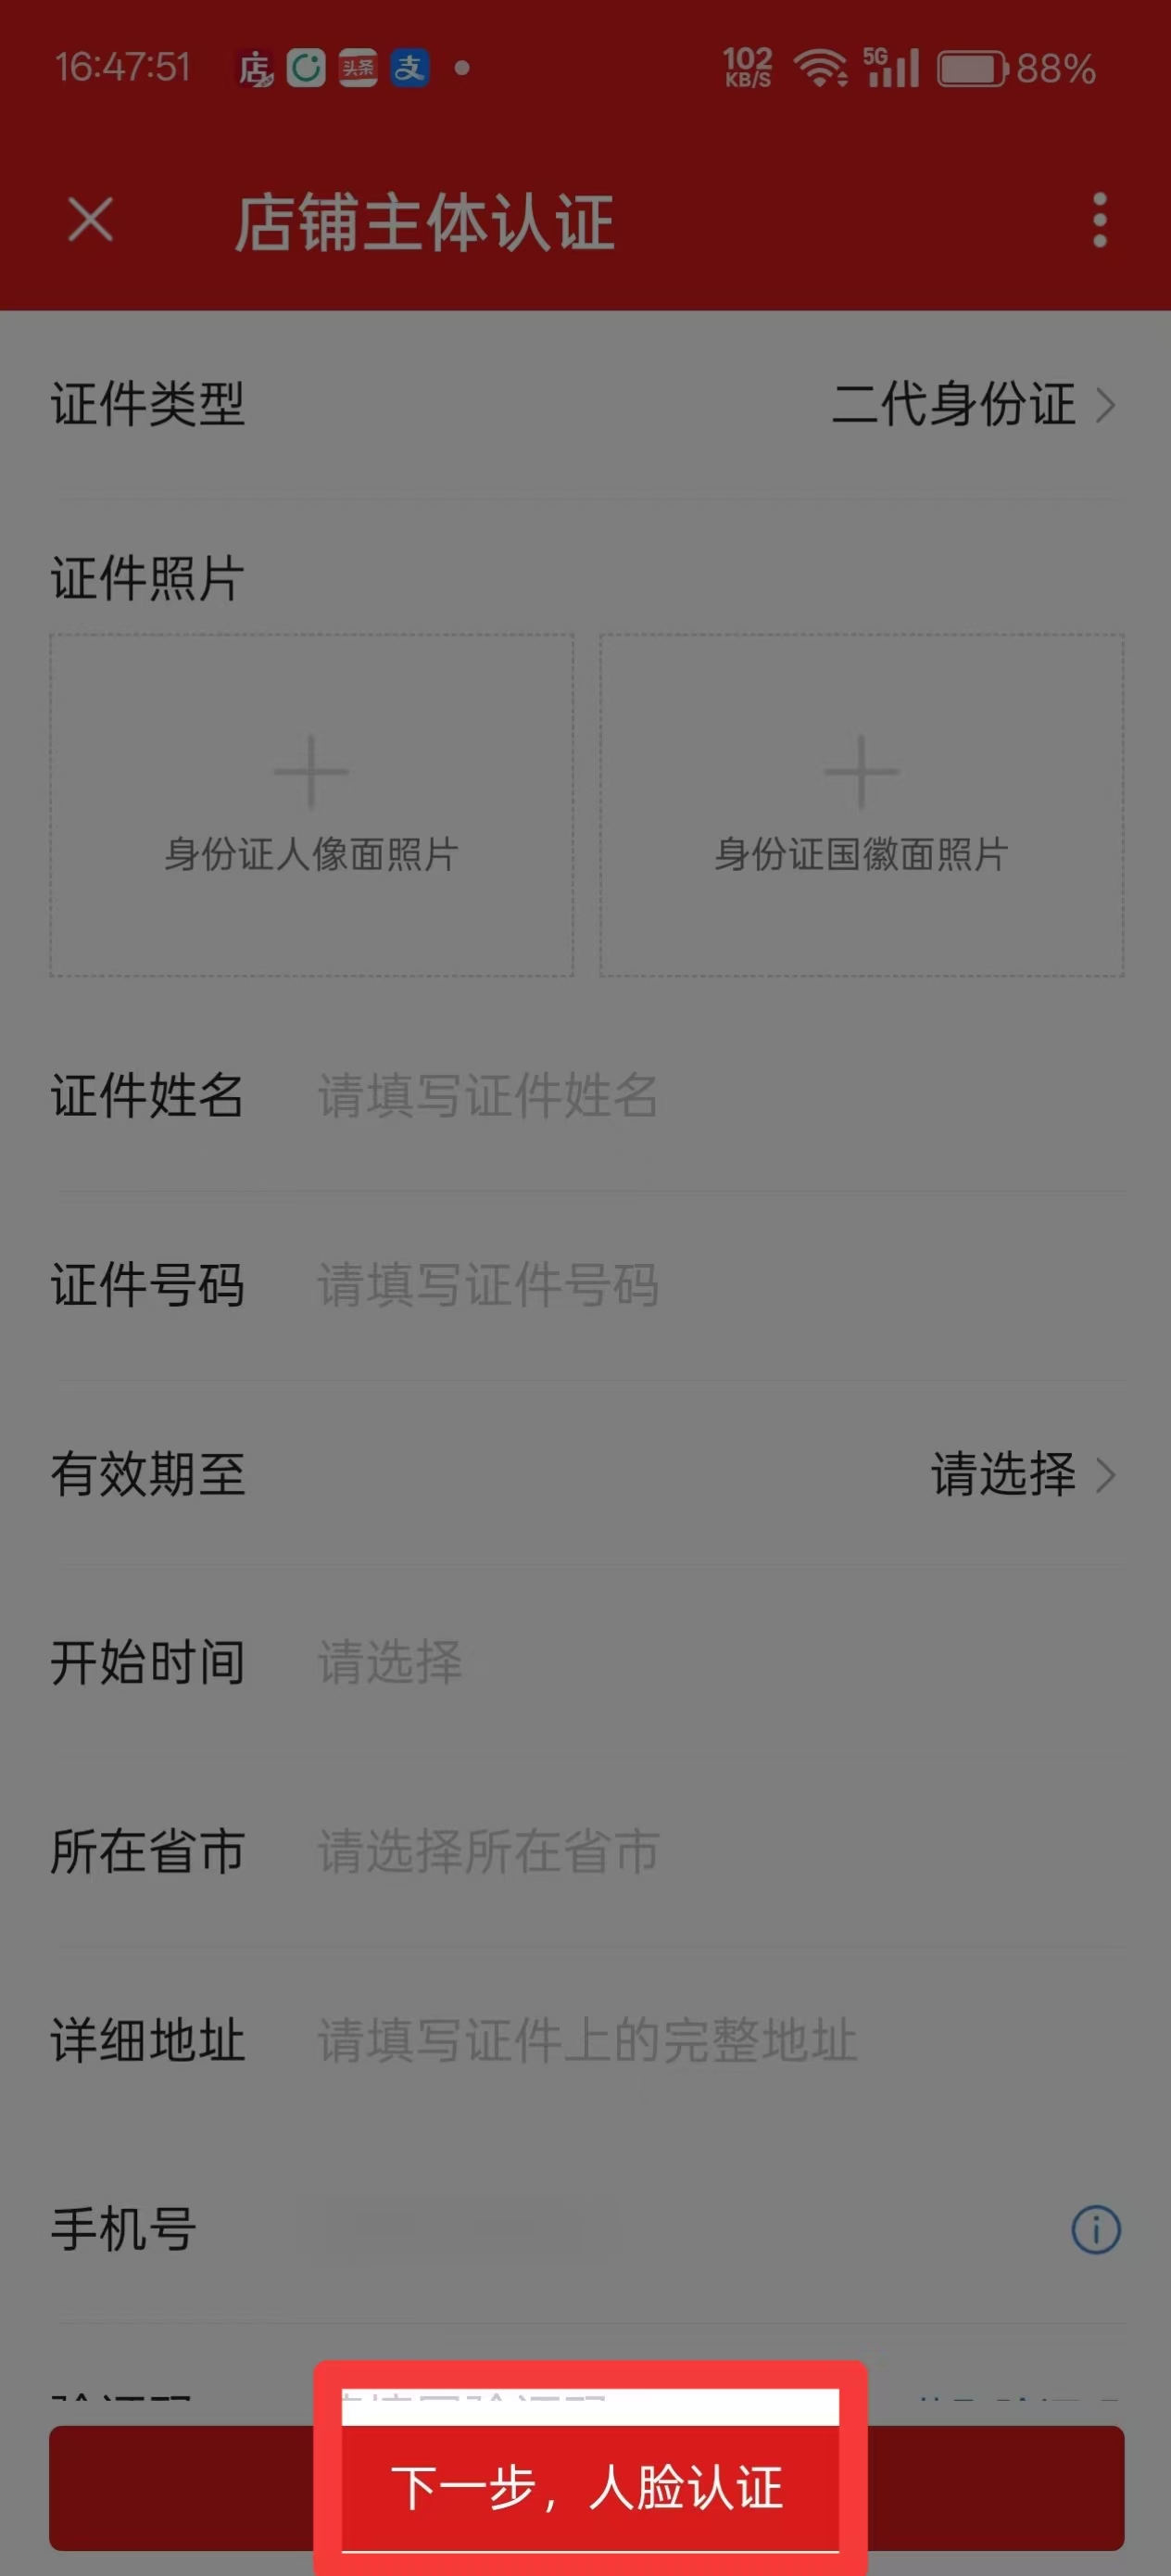 16:47:51 店 头条 支 102 KB/S 5G 88%
店铺主体认证
证件类型 二代身份证
证件照片
身份证人像面照片 身份证国徽面照片
证件姓名 请填写证件姓名
证件号码 请填写证件号码
有效期至 请选择
开始时间 请选择
所在省市 请选择所在省市
详细地址 请填写证件上的完整地址
手机号
下一步，人脸认证